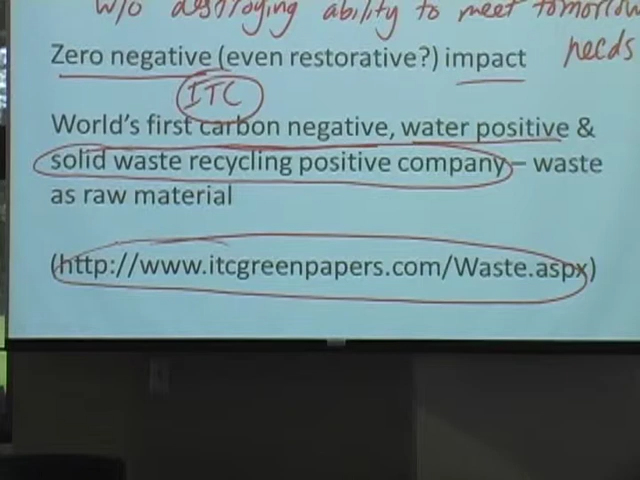 w/o destroying ability to meet tomorrow
needs
Zero negative (even restorative?) impact
ITC
World's first carbon negative, water positive &
solid waste recycling positive company – waste
as raw material
(http://www.itcgreenpapers.com/Waste.aspx)